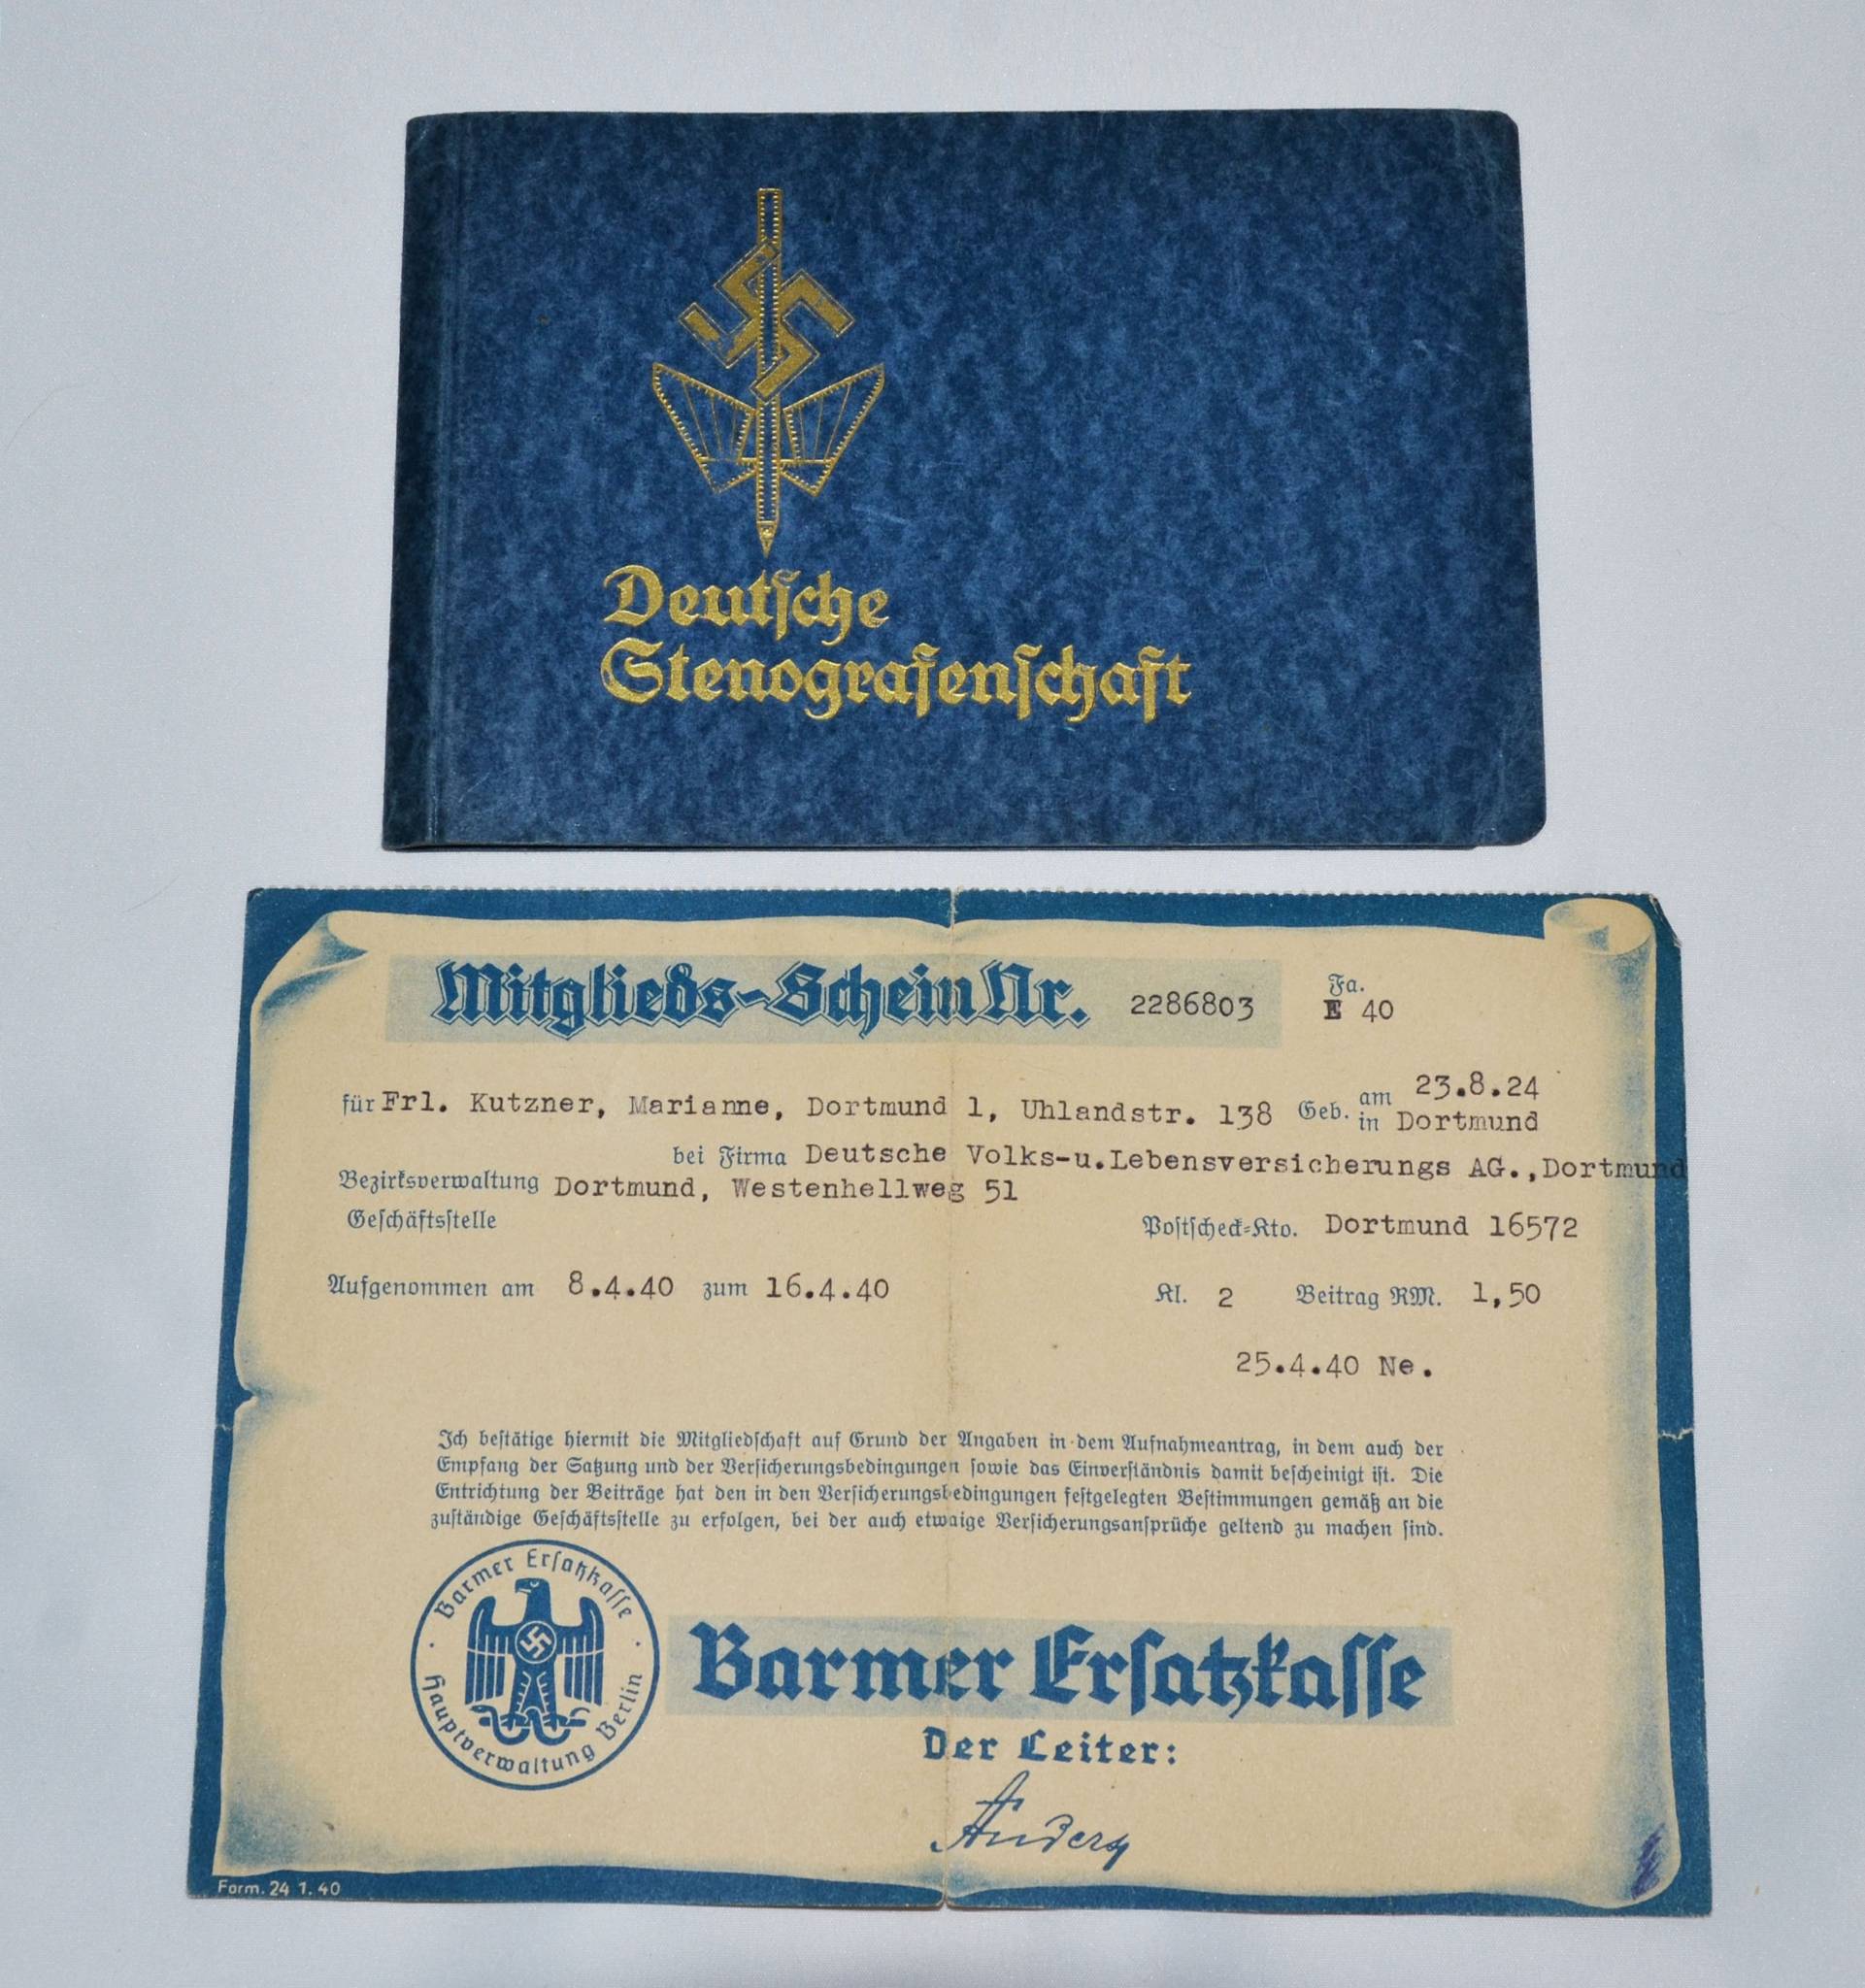 Deutsche
Stenografenschaft
Mitglieds-Schein Nr. 2286803 Fa. E 40
für Frl. Kutzner, Marianne, Dortmund 1, Uhlandstr. 138 Geb. am 23.8.24
in Dortmund
bei Firma Deutsche Volks-u.Lebensversicherungs AG.,Dortmund
Bezirksverwaltung Dortmund, Westenhellweg 51
Geschäftsstelle Postscheck-Kto. Dortmund 16572
Aufgenommen am 8.4.40 zum 16.4.40 Kl. 2 Beitrag RM. 1,50
25.4.40 Ne.
Ich bestätige hiermit die Mitgliedschaft auf Grund der Angaben in dem Aufnahmeantrag, in dem auch der
Empfang der Satzung und der Versicherungsbedingungen sowie das Einverständnis damit bescheinigt ist. Die
Entrichtung der Beiträge hat den in den Versicherungsbedingungen festgelegten Bestimmungen gemäß an die
zuständige Geschäftsstelle zu erfolgen, bei der auch etwaige Versicherungsansprüche geltend zu machen sind.
Barmer Ersatzkasse
Hauptverwaltung Berlin
Barmer Ersatzkasse
Der Leiter:
Form. 24 1. 40